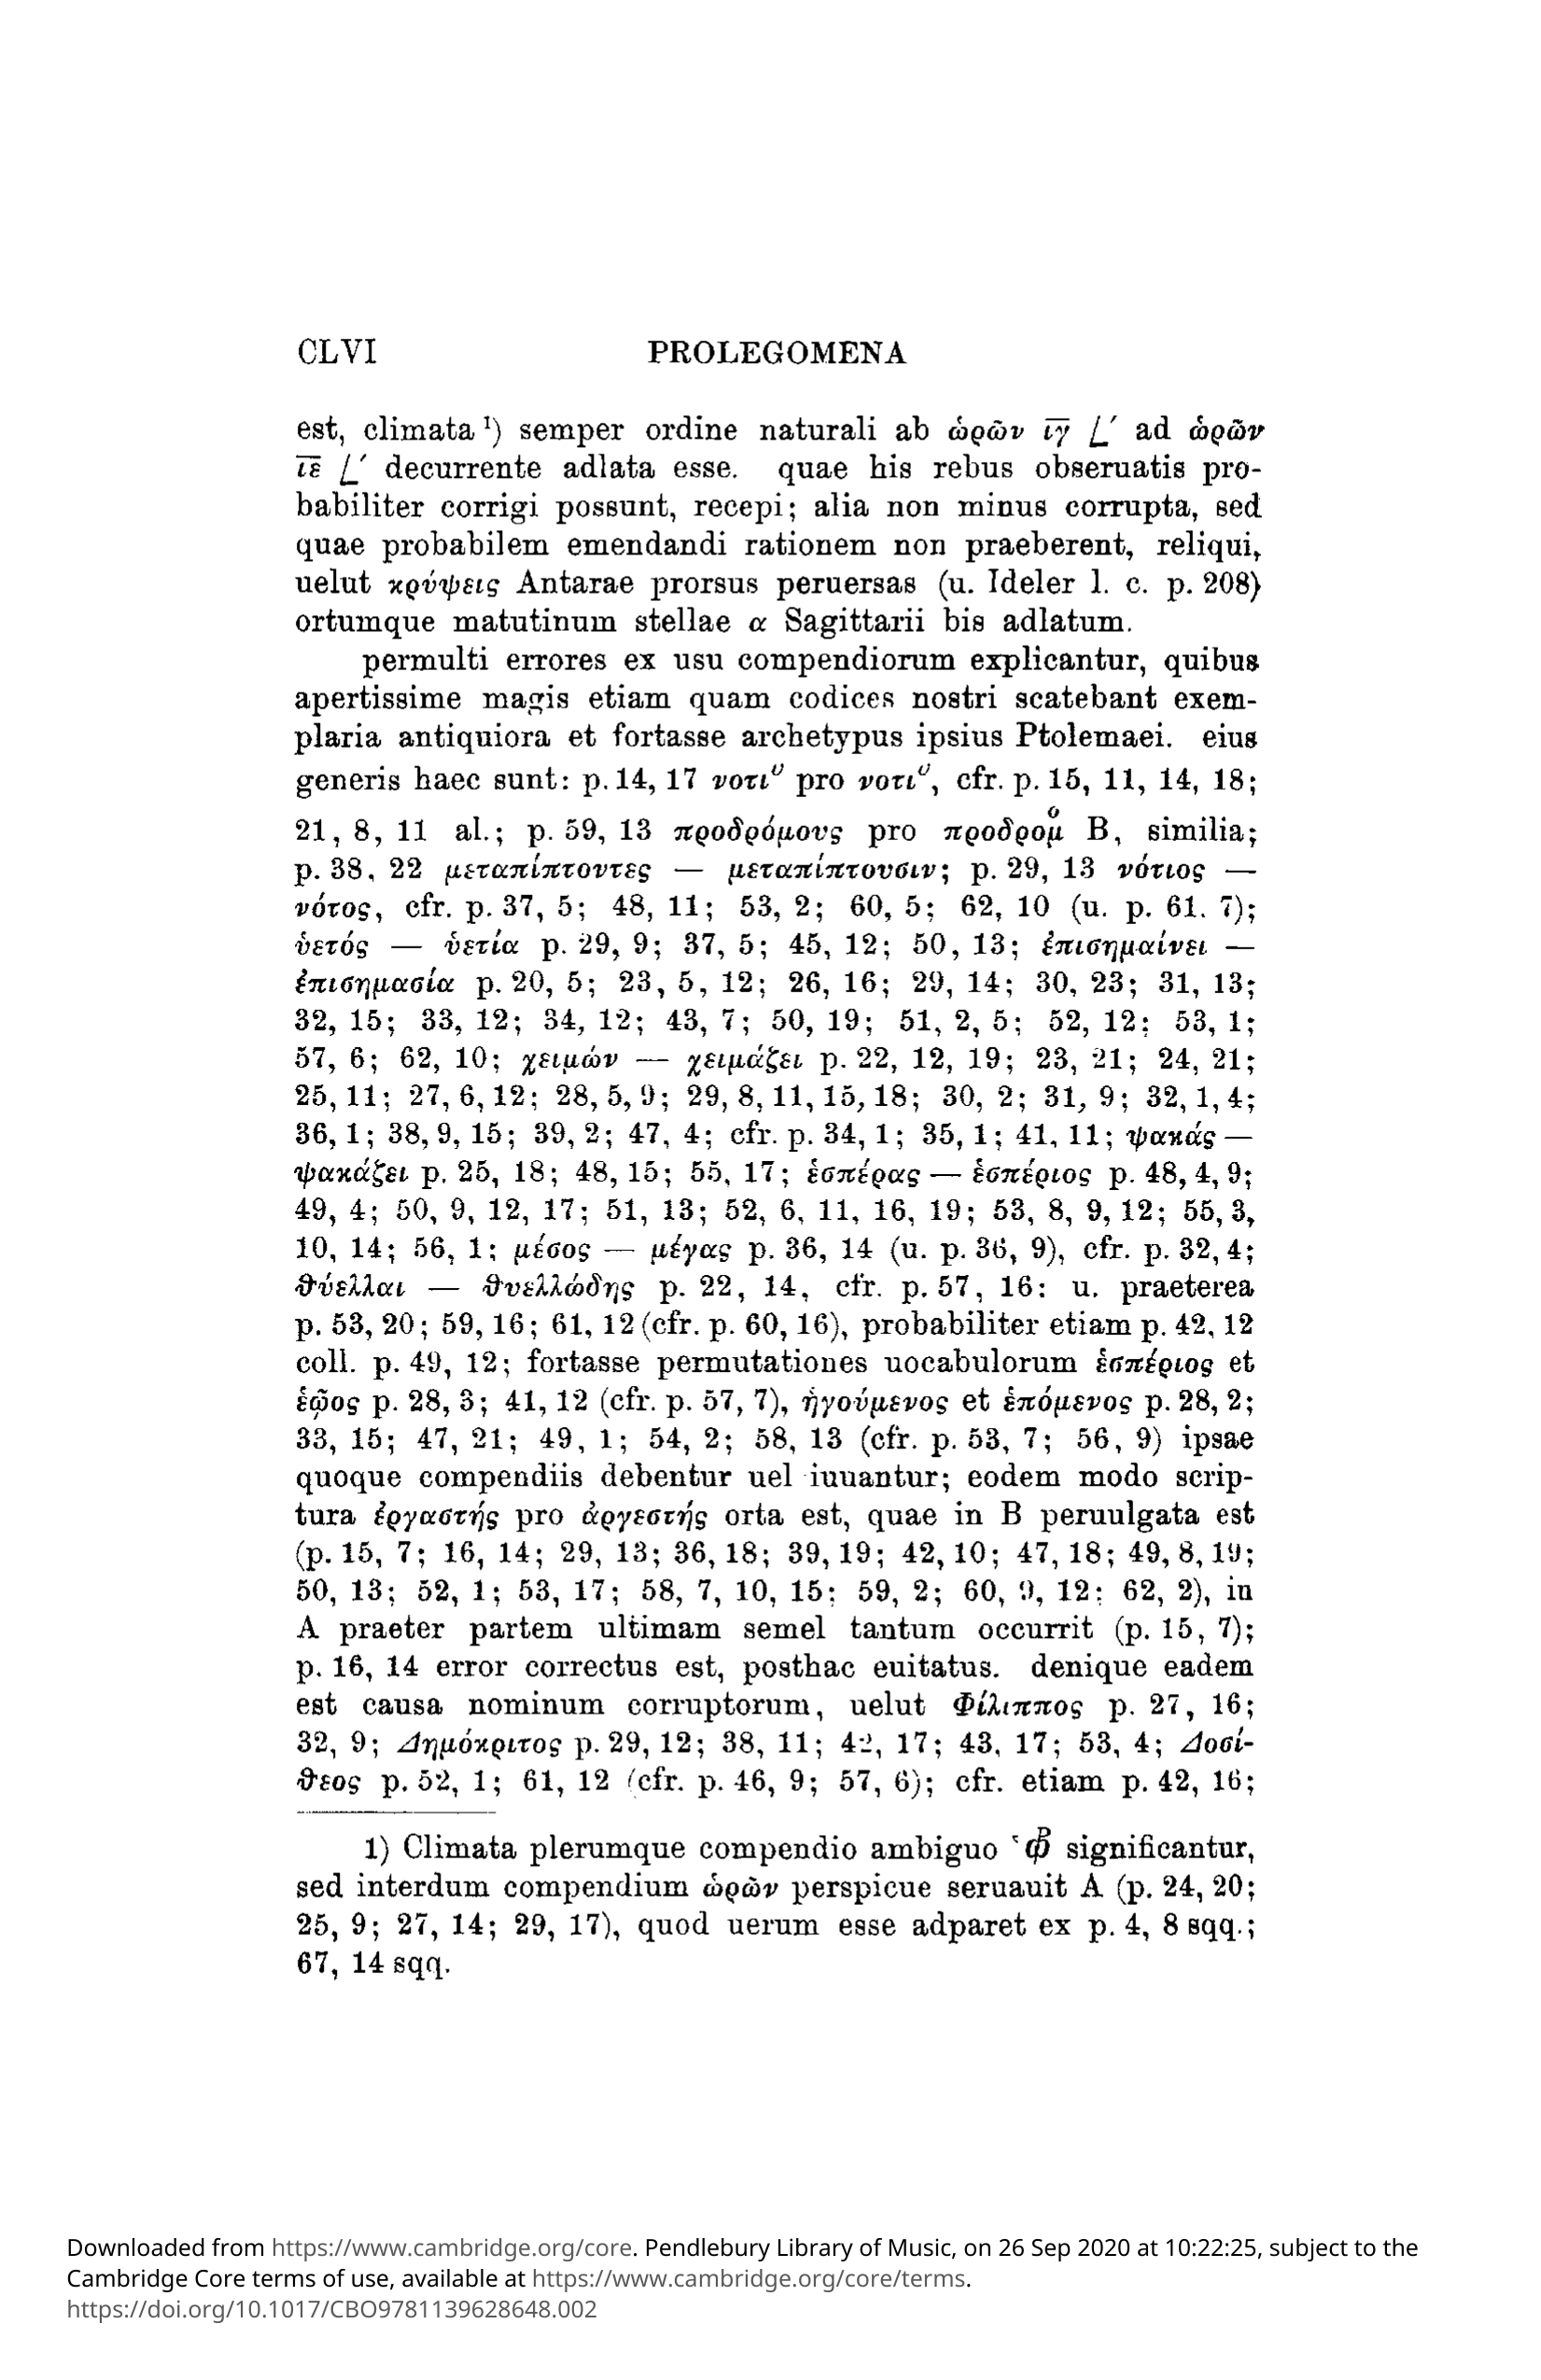 CLVI PROLEGOMENA
est, climata ¹) semper ordine naturali ab ὡρῶν ι̅γ̅ ∠′ ad ὡρῶν
ι̅ε̅ ∠′ decurrente adlata esse. quae his rebus obseruatis pro-
babiliter corrigi possunt, recepi; alia non minus corrupta, sed
quae probabilem emendandi rationem non praeberent, reliqui,
uelut κρύψεις Antarae prorsus peruersas (u. Ideler l. c. p. 208)
ortumque matutinum stellae α Sagittarii bis adlatum.
permulti errores ex usu compendiorum explicantur, quibus
apertissime magis etiam quam codices nostri scatebant exem-
plaria antiquiora et fortasse archetypus ipsius Ptolemaei. eius
generis haec sunt: p. 14, 17 νοτι pro νοτι, cfr. p. 15, 11, 14, 18;
21, 8, 11 al.; p. 59, 13 προδρόμους pro προδρομ̊ B, similia;
p. 38, 22 μεταπίπτοντες — μεταπίπτουσιν; p. 29, 13 νότιος —
νότος, cfr. p. 37, 5; 48, 11; 53, 2; 60, 5; 62, 10 (u. p. 61. 7);
ὑετός — ὑετία p. 29, 9; 37, 5; 45, 12; 50, 13; ἐπισημαίνει —
ἐπισημασία p. 20, 5; 23, 5, 12; 26, 16; 29, 14; 30, 23; 31, 13;
32, 15; 33, 12; 34, 12; 43, 7; 50, 19; 51, 2, 5; 52, 12; 53, 1;
57, 6; 62, 10; χειμών — χειμάζει p. 22, 12, 19; 23, 21; 24, 21;
25, 11; 27, 6, 12; 28, 5, 9; 29, 8, 11, 15, 18; 30, 2; 31, 9; 32, 1, 4;
36, 1; 38, 9, 15; 39, 2; 47, 4; cfr. p. 34, 1; 35, 1; 41, 11; ψακάς —
ψακάζει p. 25, 18; 48, 15; 55, 17; ἑσπέρας — ἑσπέριος p. 48, 4, 9;
49, 4; 50, 9, 12, 17; 51, 13; 52, 6, 11, 16, 19; 53, 8, 9, 12; 55, 3,
10, 14; 56, 1; μέσος — μέγας p. 36, 14 (u. p. 36, 9), cfr. p. 32, 4;
θύελλαι — θυελλώδης p. 22, 14, cfr. p. 57, 16: u. praeterea
p. 53, 20; 59, 16; 61, 12 (cfr. p. 60, 16), probabiliter etiam p. 42, 12
coll. p. 49, 12; fortasse permutationes uocabulorum ἑσπέριος et
ἑῷος p. 28, 3; 41, 12 (cfr. p. 57, 7), ἡγούμενος et ἑπόμενος p. 28, 2;
33, 15; 47, 21; 49, 1; 54, 2; 58, 13 (cfr. p. 53, 7; 56, 9) ipsae
quoque compendiis debentur uel iuuantur; eodem modo scrip-
tura ἐργαστής pro ἀργεστής orta est, quae in B peruulgata est
(p. 15, 7; 16, 14; 29, 13; 36, 18; 39, 19; 42, 10; 47, 18; 49, 8, 19;
50, 13; 52, 1; 53, 17; 58, 7, 10, 15; 59, 2; 60, 9, 12; 62, 2), in
A praeter partem ultimam semel tantum occurrit (p. 15, 7);
p. 16, 14 error correctus est, posthac euitatus. denique eadem
est causa nominum corruptorum, uelut Φίλιππος p. 27, 16;
32, 9; Δημόκριτος p. 29, 12; 38, 11; 42, 17; 43, 17; 53, 4; Δοσί-
θεος p. 52, 1; 61, 12 (cfr. p. 46, 9; 57, 6); cfr. etiam p. 42, 16;
1) Climata plerumque compendio ambiguo significantur,
sed interdum compendium ὡρῶν perspicue seruauit A (p. 24, 20;
25, 9; 27, 14; 29, 17), quod uerum esse adparet ex p. 4, 8 sqq.;
67, 14 sqq.
Downloaded from https://www.cambridge.org/core. Pendlebury Library of Music, on 26 Sep 2020 at 10:22:25, subject to the
Cambridge Core terms of use, available at https://www.cambridge.org/core/terms.
https://doi.org/10.1017/CBO9781139628648.002